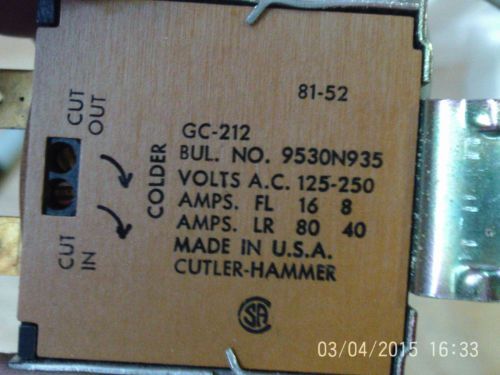 81-52
CUT
OUT
CUT
IN
COLDER
GC-212
BUL. NO. 9530N935
VOLTS A.C. 125-250
AMPS. FL 16 8
AMPS. LR 80 40
MADE IN U.S.A.
CUTLER-HAMMER
SA
03/04/2015 16:33